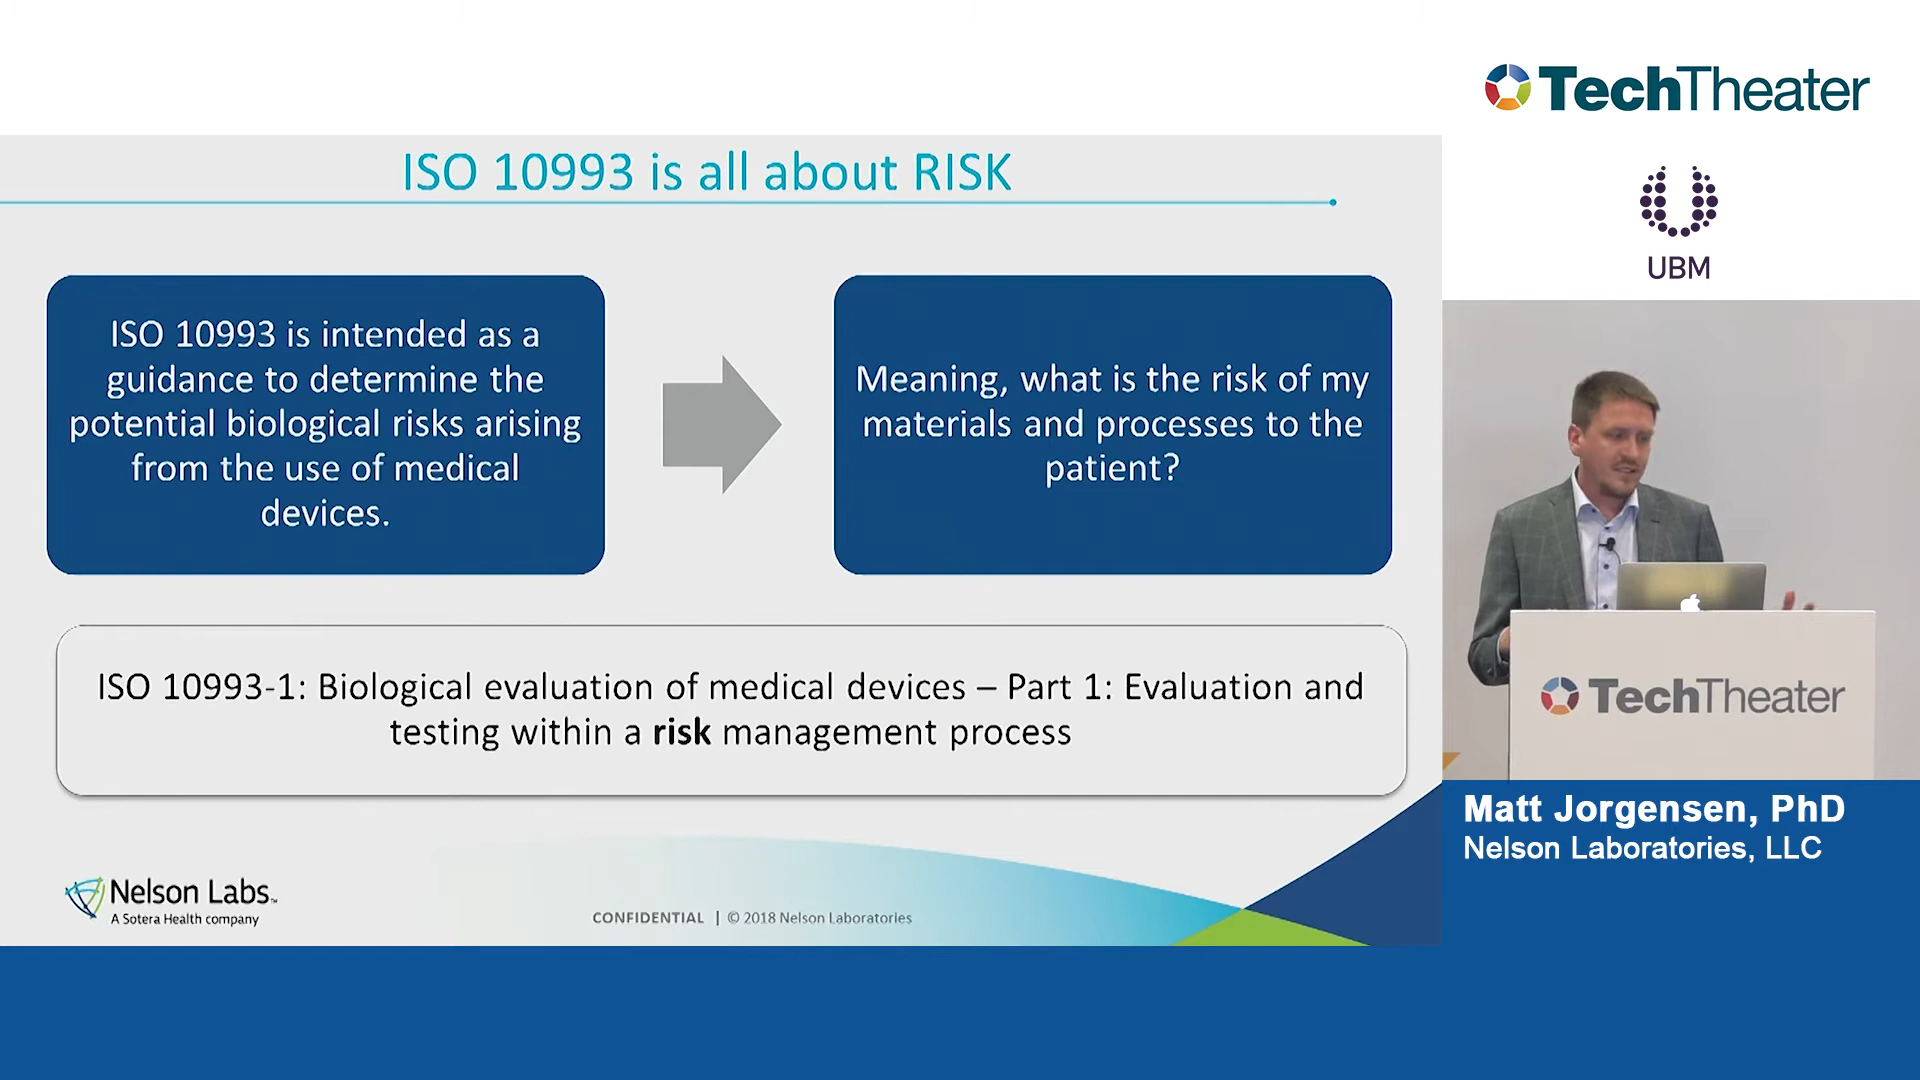 ISO 10993 is all about RISK
ISO 10993 is intended as a
guidance to determine the
potential biological risks arising
from the use of medical
devices.
Meaning, what is the risk of my
materials and processes to the
patient?
ISO 10993-1: Biological evaluation of medical devices – Part 1: Evaluation and
testing within a risk management process
Nelson Labs™
A Sotera Health company
CONFIDENTIAL | © 2018 Nelson Laboratories
TechTheater
UBM
TechTheater
Matt Jorgensen, PhD
Nelson Laboratories, LLC